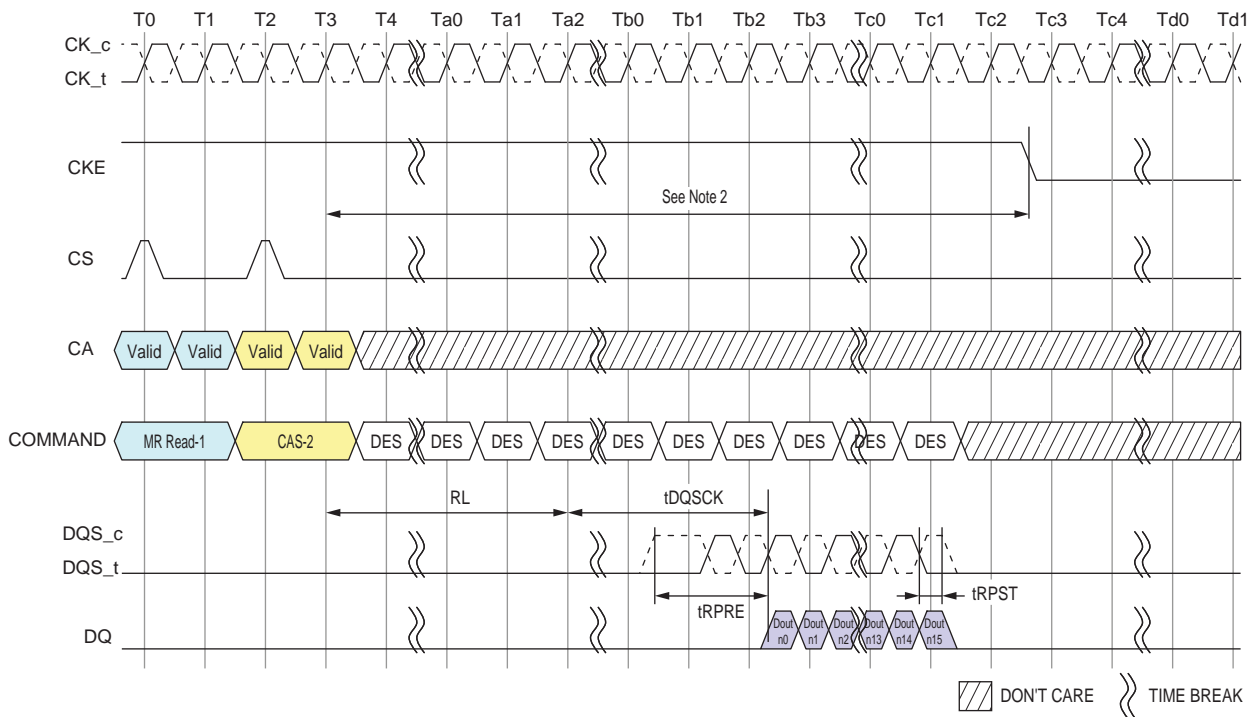 T0 T1 T2 T3 T4 Ta0 Ta1 Ta2 Tb0 Tb1 Tb2 Tb3 Tc0 Tc1 Tc2 Tc3 Tc4 Td0 Td1
CK_c
CK_t
CKE
See Note 2
CS
CA Valid Valid Valid Valid
COMMAND MR Read-1 CAS-2 DES DES DES DES DES DES DES DES DES DES
RL tDQSCK
DQS_c
DQS_t
tRPST
tRPRE
DQ Dout n0 Dout n1 Dout n2 Dout n13 Dout n14 Dout n15
DON'T CARE TIME BREAK